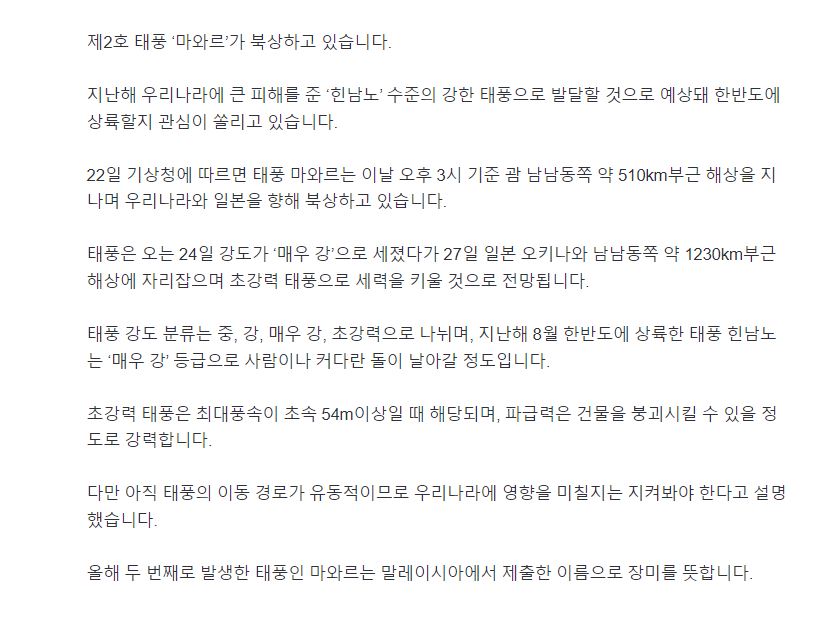 제2호 태풍 ‘마와르’가 북상하고 있습니다.
지난해 우리나라에 큰 피해를 준 ‘힌남노’ 수준의 강한 태풍으로 발달할 것으로 예상돼 한반도에
상륙할지 관심이 쏠리고 있습니다.
22일 기상청에 따르면 태풍 마와르는 이날 오후 3시 기준 괌 남남동쪽 약 510km부근 해상을 지
나며 우리나라와 일본을 향해 북상하고 있습니다.
태풍은 오는 24일 강도가 ‘매우 강’으로 세졌다가 27일 일본 오키나와 남남동쪽 약 1230km부근
해상에 자리잡으며 초강력 태풍으로 세력을 키울 것으로 전망됩니다.
태풍 강도 분류는 중, 강, 매우 강, 초강력으로 나뉘며, 지난해 8월 한반도에 상륙한 태풍 힌남노
는 ‘매우 강’ 등급으로 사람이나 커다란 돌이 날아갈 정도입니다.
초강력 태풍은 최대풍속이 초속 54m이상일 때 해당되며, 파급력은 건물을 붕괴시킬 수 있을 정
도로 강력합니다.
다만 아직 태풍의 이동 경로가 유동적이므로 우리나라에 영향을 미칠지는 지켜봐야 한다고 설명
했습니다.
올해 두 번째로 발생한 태풍인 마와르는 말레이시아에서 제출한 이름으로 장미를 뜻합니다.